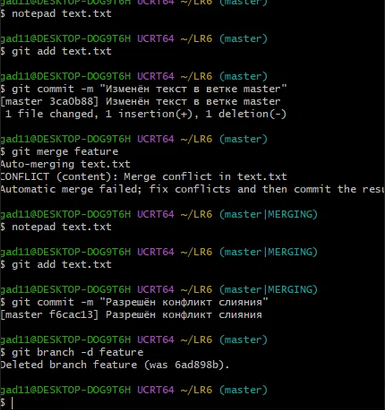 gad11@DESKTOP-DOG9T6H UCRT64 ~/LR6 (master)
$ notepad text.txt
gad11@DESKTOP-DOG9T6H UCRT64 ~/LR6 (master)
$ git add text.txt
gad11@DESKTOP-DOG9T6H UCRT64 ~/LR6 (master)
$ git commit -m "Изменён текст в ветке master"
[master 3ca0b88] Изменён текст в ветке master
1 file changed, 1 insertion(+), 1 deletion(-)
gad11@DESKTOP-DOG9T6H UCRT64 ~/LR6 (master)
$ git merge feature
Auto-merging text.txt
CONFLICT (content): Merge conflict in text.txt
Automatic merge failed; fix conflicts and then commit the resu
gad11@DESKTOP-DOG9T6H UCRT64 ~/LR6 (master|MERGING)
$ notepad text.txt
gad11@DESKTOP-DOG9T6H UCRT64 ~/LR6 (master|MERGING)
$ git add text.txt
gad11@DESKTOP-DOG9T6H UCRT64 ~/LR6 (master|MERGING)
$ git commit -m "Разрешён конфликт слияния"
[master f6cac13] Разрешён конфликт слияния
gad11@DESKTOP-DOG9T6H UCRT64 ~/LR6 (master)
$ git branch -d feature
Deleted branch feature (was 6ad898b).
gad11@DESKTOP-DOG9T6H UCRT64 ~/LR6 (master)
$